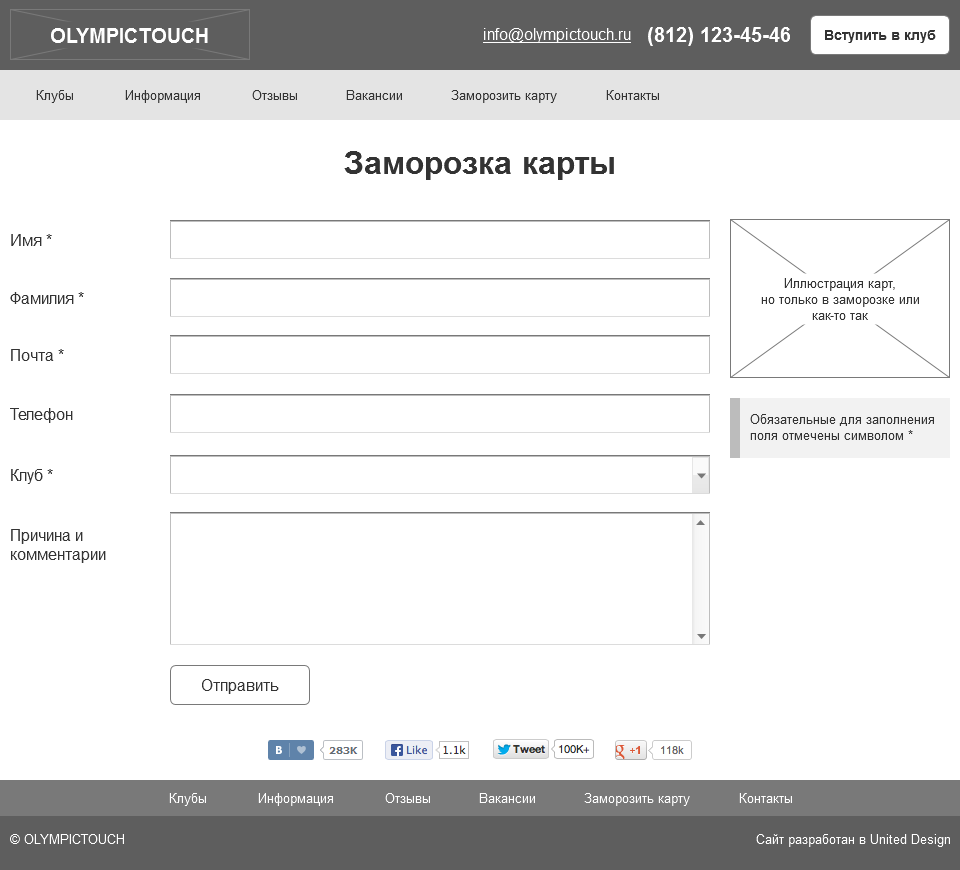 OLYMPICTOUCH
info@olympictouch.ru (812) 123-45-46 Вступить в клуб
Клубы Информация Отзывы Вакансии Заморозить карту Контакты
Заморозка карты
Имя *
Фамилия *
Почта *
Телефон
Клуб *
Причина и
комментарии
Отправить
Иллюстрация карт,
но только в заморозке или
как-то так
Обязательные для заполнения
поля отмечены символом *
В 283K Like 1.1k Tweet 100K+ g +1 118k
Клубы Информация Отзывы Вакансии Заморозить карту Контакты
© OLYMPICTOUCH Сайт разработан в United Design